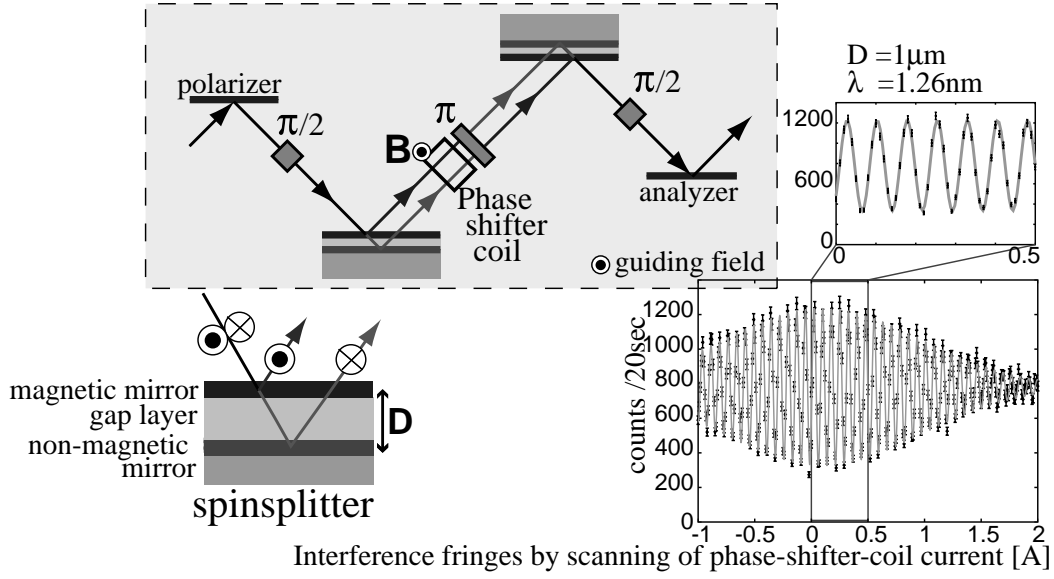 polarizer
π/2
B
π
Phase
shifter
coil
π/2
analyzer
guiding field
D =1μm
λ =1.26nm
1200
600
0
0
0.5
magnetic mirror
gap layer
non-magnetic
mirror
D
spinsplitter
counts /20sec
1200
1000
800
600
400
200
0
-1
-0.5
0
0.5
1
1.5
2
Interference fringes by scanning of phase-shifter-coil current [A]